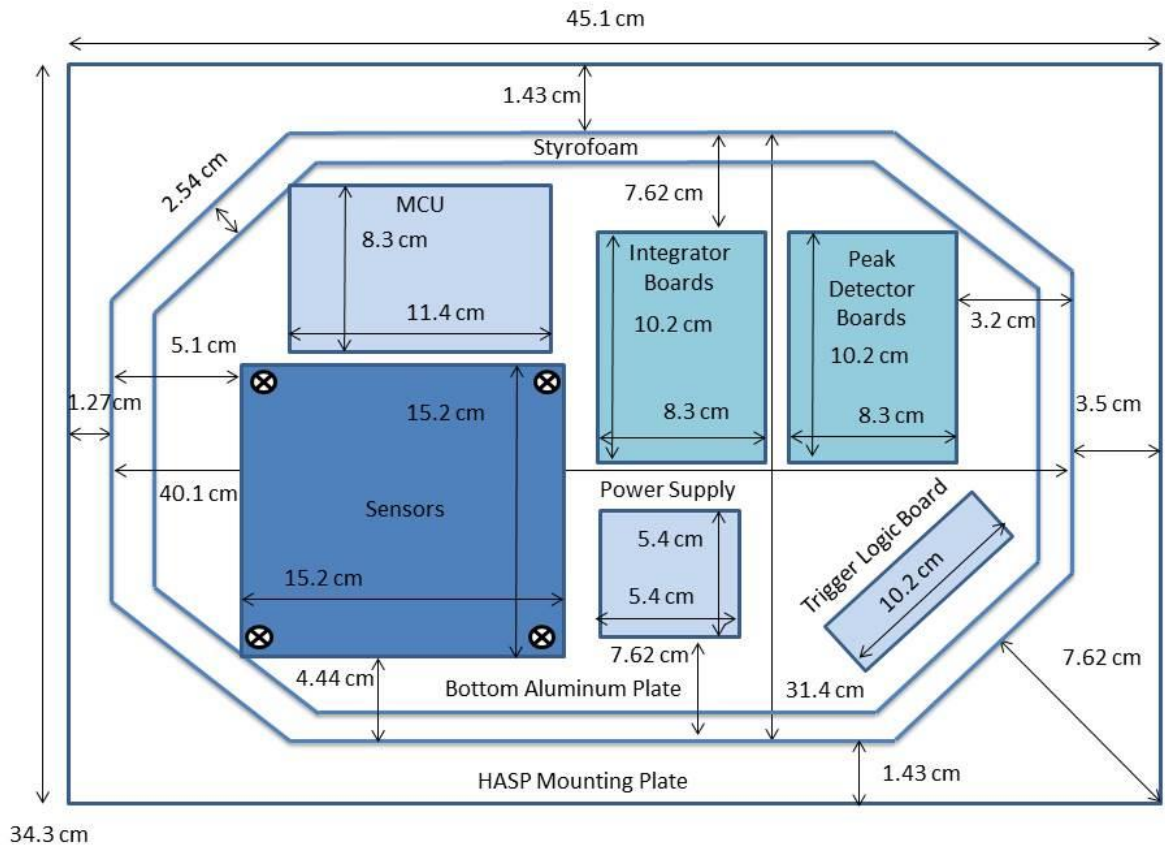 45.1 cm
1.43 cm
Styrofoam
2.54 cm
7.62 cm
MCU
8.3 cm
11.4 cm
Integrator
Boards
10.2 cm
8.3 cm
Peak
Detector
Boards
10.2 cm
8.3 cm
3.2 cm
5.1 cm
1.27cm
3.5 cm
15.2 cm
40.1 cm
Sensors
15.2 cm
Power Supply
5.4 cm
5.4 cm
Trigger Logic Board
10.2 cm
7.62 cm
4.44 cm
Bottom Aluminum Plate
31.4 cm
7.62 cm
HASP Mounting Plate
1.43 cm
34.3 cm